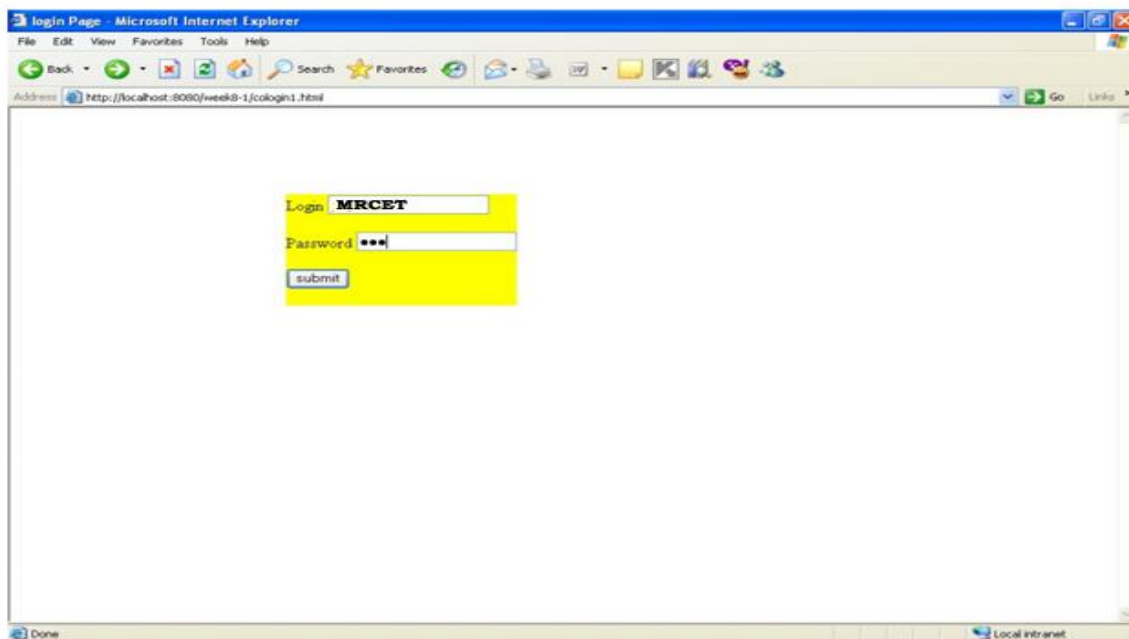 login Page - Microsoft Internet Explorer
File Edit View Favorites Tools Help
Back Search Favorites
Address http://localhost:8080/week8-1/cologin1.html Go Links
Login MRCET
Password •••
submit
Done Local intranet